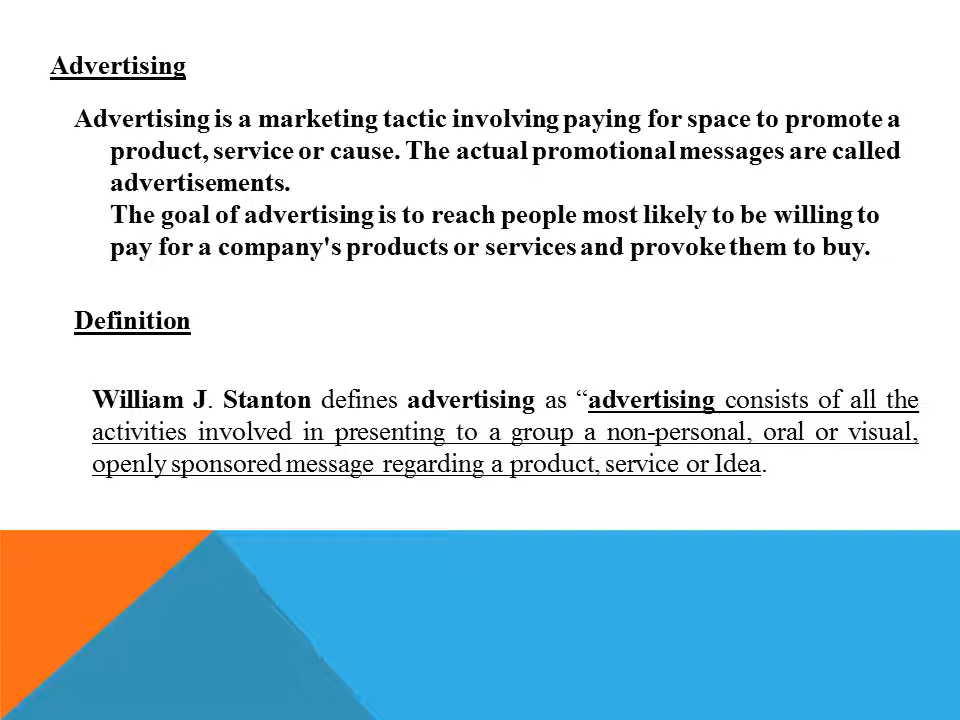 Advertising
Advertising is a marketing tactic involving paying for space to promote a
product, service or cause. The actual promotional messages are called
advertisements.
The goal of advertising is to reach people most likely to be willing to
pay for a company's products or services and provoke them to buy.
Definition
William J. Stanton defines advertising as “advertising consists of all the
activities involved in presenting to a group a non-personal, oral or visual,
openly sponsored message regarding a product, service or Idea.